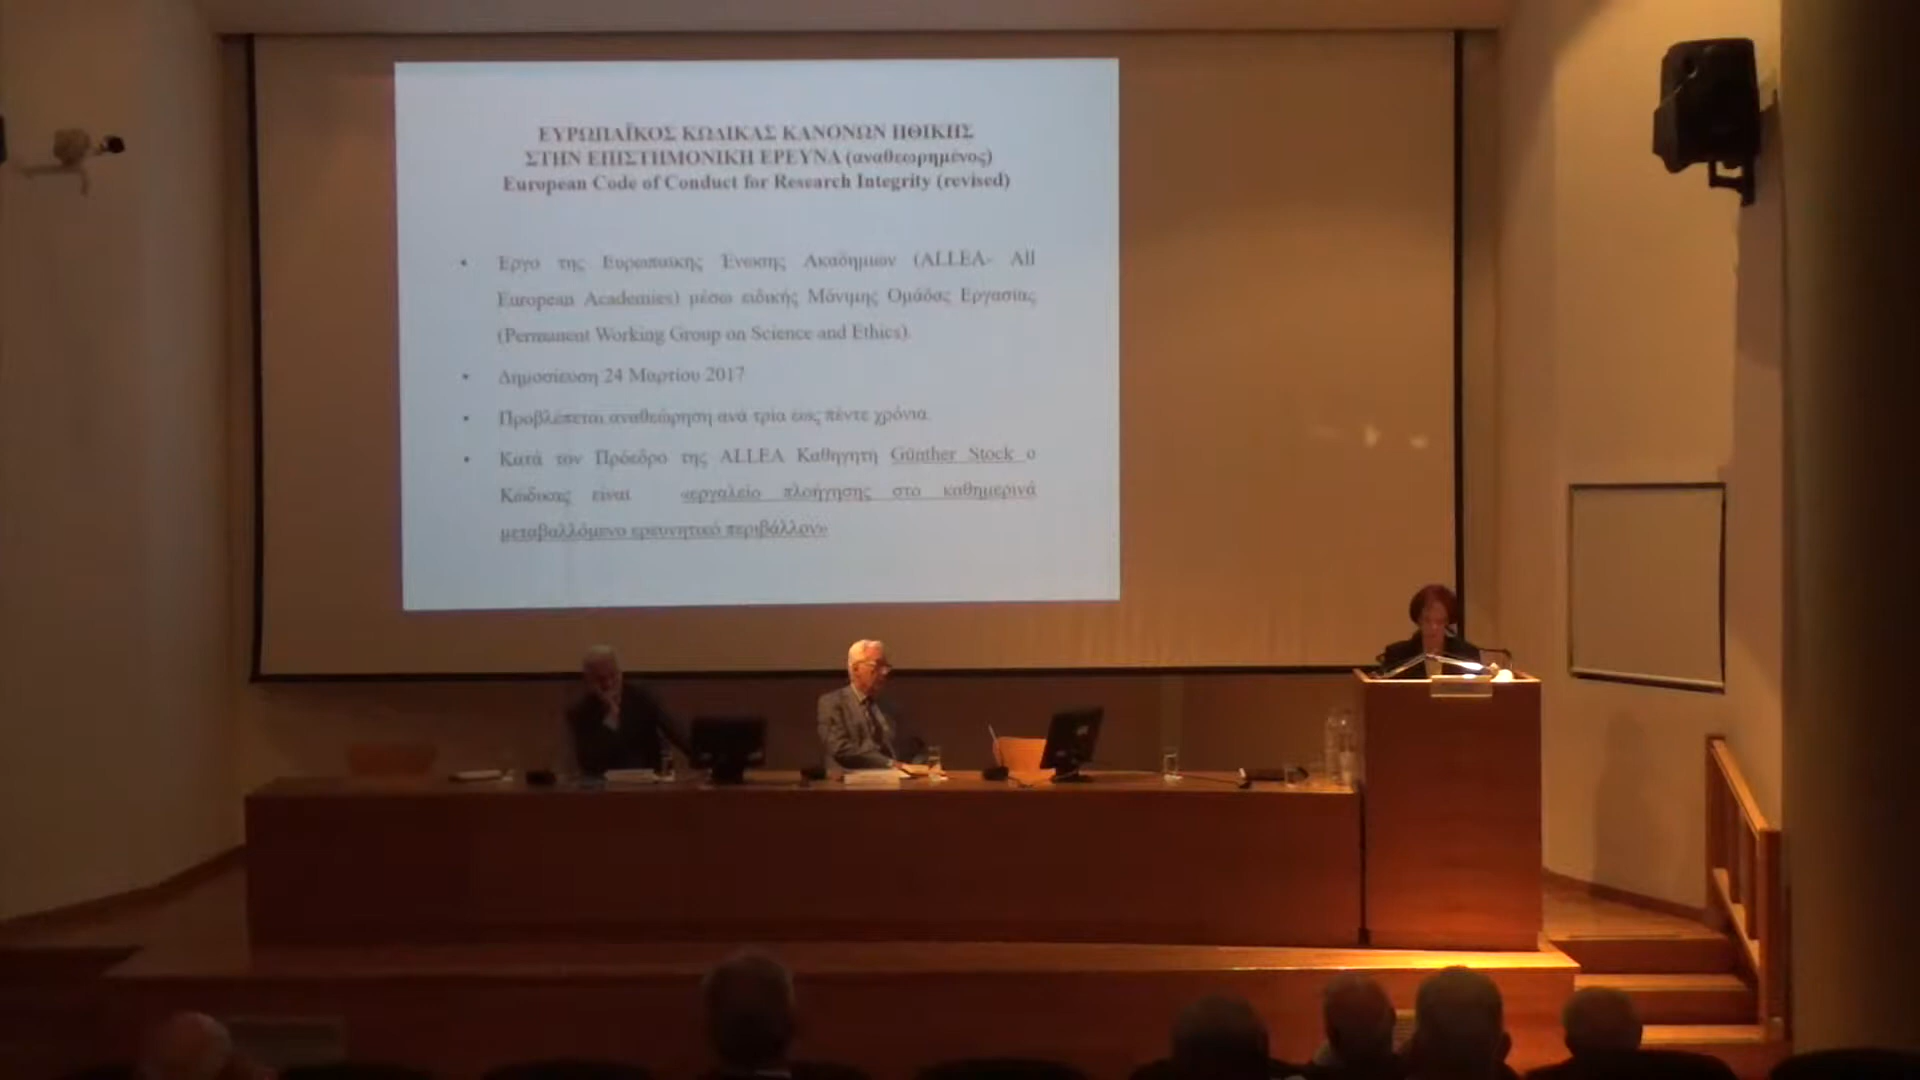 ΕΥΡΩΠΑΪΚΟΣ ΚΩΔΙΚΑΣ ΚΑΝΟΝΩΝ ΗΘΙΚΗΣ
ΣΤΗΝ ΕΠΙΣΤΗΜΟΝΙΚΗ ΕΡΕΥΝΑ (αναθεωρημένος)
European Code of Conduct for Research Integrity (revised)
• Έργο της Ευρωπαϊκής Ένωσης Ακαδημιών (ALLEA- All
European Academies) μέσω ειδικής Μόνιμης Ομάδας Εργασίας
(Permanent Working Group on Science and Ethics).
• Δημοσίευση 24 Μαρτίου 2017
• Προβλέπεται αναθεώρηση ανά τρία έως πέντε χρόνια.
• Κατά τον Πρόεδρο της ALLEA Καθηγητή Günther Stock ο
Κώδικας είναι «εργαλείο πλοήγησης στο καθημερινά
μεταβαλλόμενο ερευνητικό περιβάλλον»